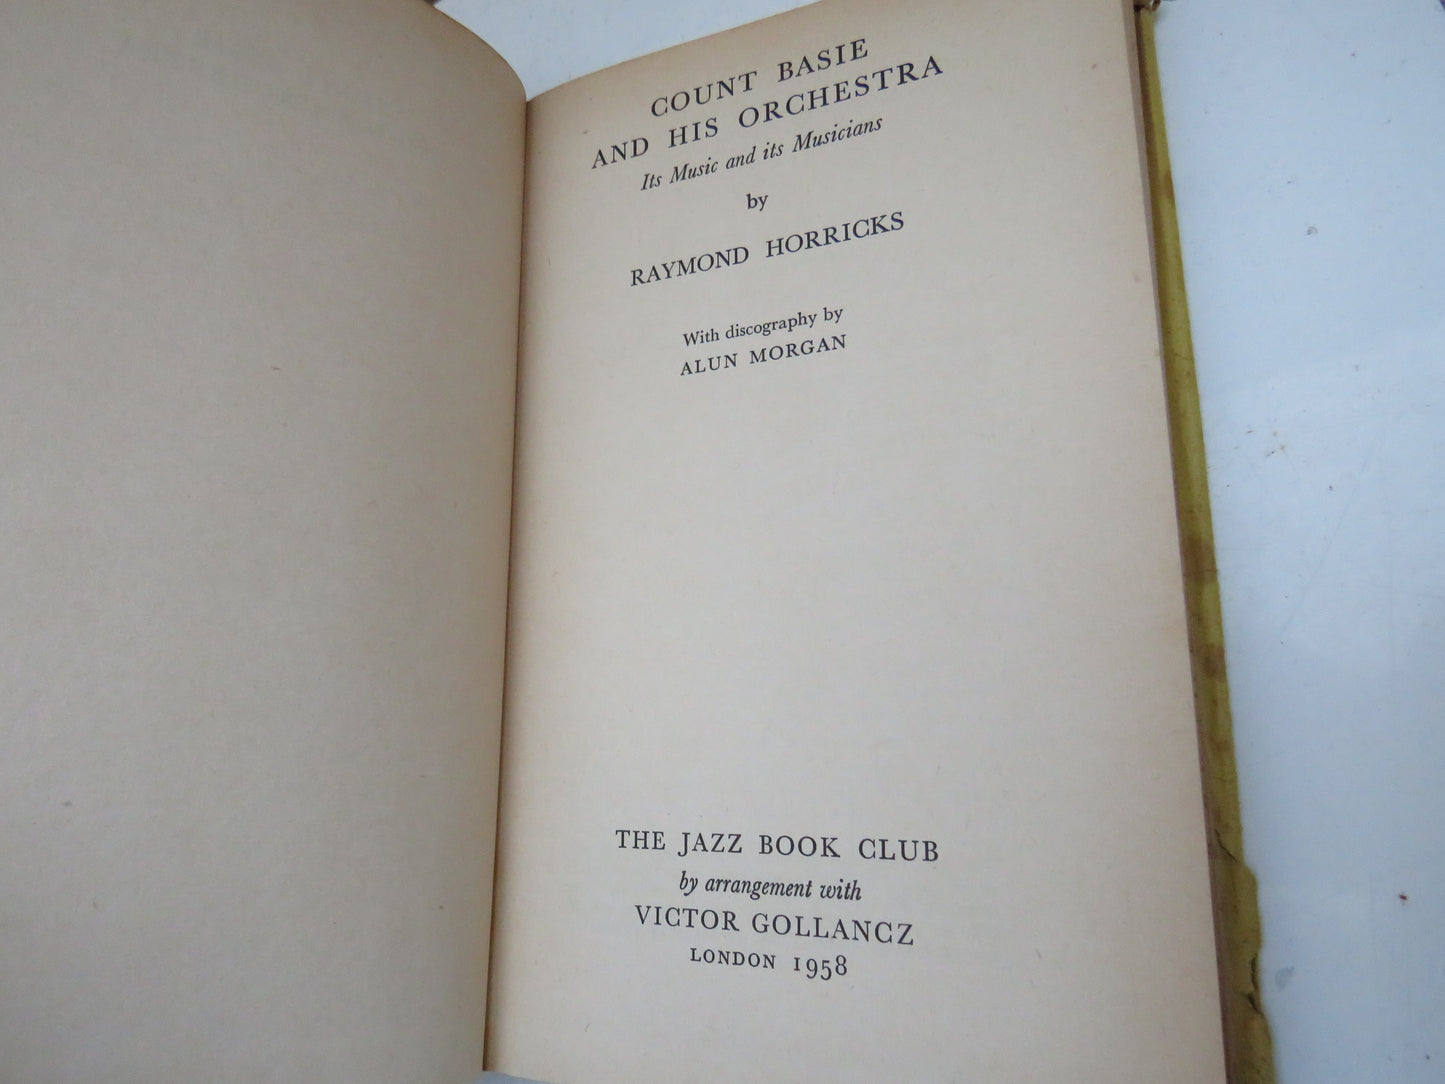 COUNT BASIE
AND HIS ORCHESTRA
Its Music and its Musicians
by
RAYMOND HORRICKS
With discography by
ALUN MORGAN
THE JAZZ BOOK CLUB
by arrangement with
VICTOR GOLLANCZ
LONDON 1958